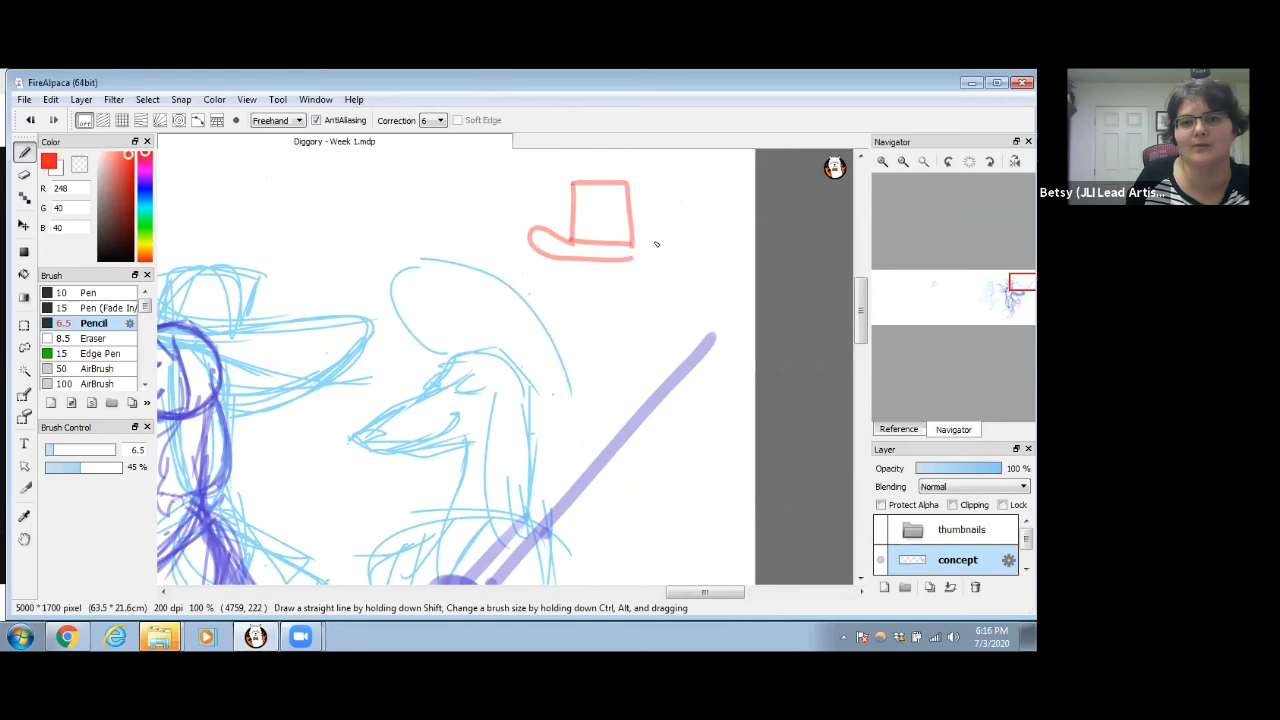 FireAlpaca (64bit)
File Edit Layer Filter Select Snap Color View Tool Window Help
off Freehand AntiAliasing Correction 6 Soft Edge
Color
Diggory - Week 1.mdp
Navigator
R 248
G 40
B 40
Betsy (JLI Lead Artis...
Brush
10 Pen
15 Pen (Fade In/
6.5 Pencil
8.5 Eraser
15 Edge Pen
50 AirBrush
100 AirBrush
Brush Control
6.5
45 %
Reference Navigator
Layer
Opacity 100 %
Blending Normal
Protect Alpha Clipping Lock
thumbnails
concept
5000 * 1700 pixel (63.5 * 21.6cm) 200 dpi 100 % (4759, 222) Draw a straight line by holding down Shift, Change a brush size by holding down Ctrl, Alt, and dragging
6:16 PM
7/3/2020